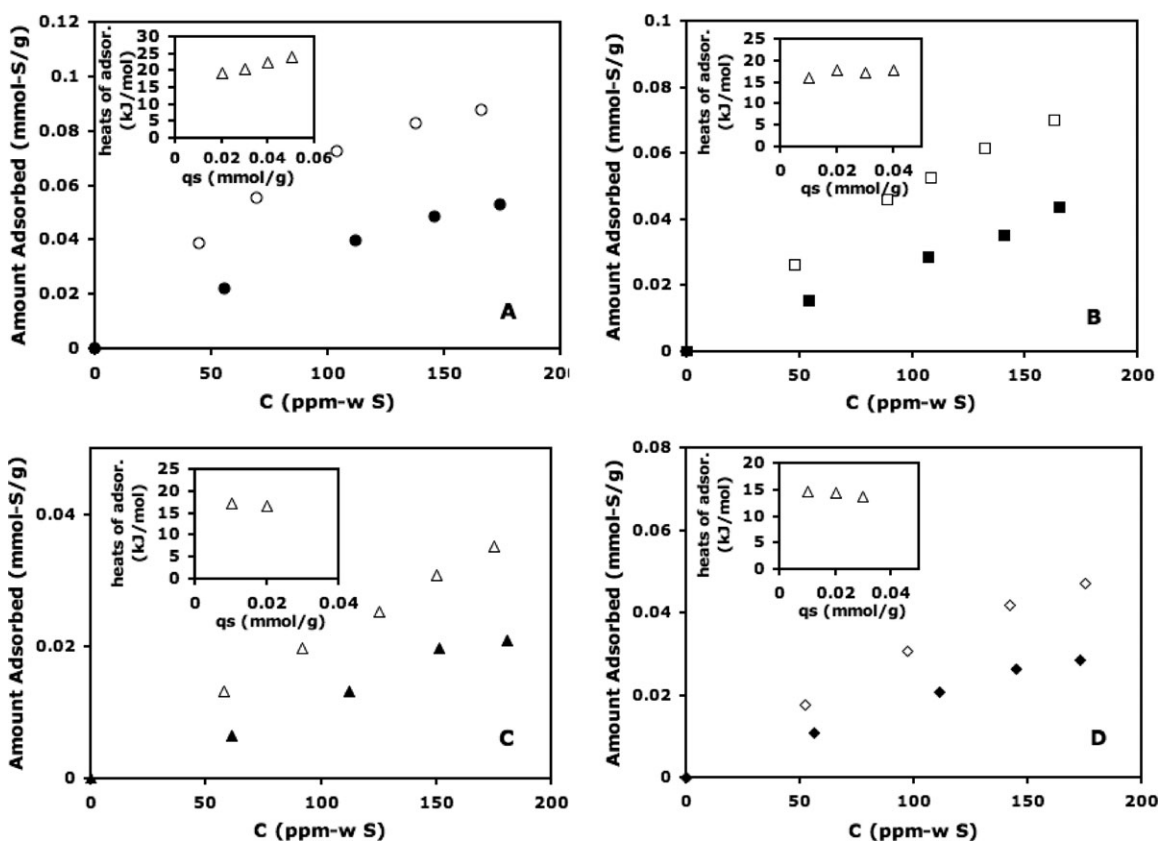 0.12
0.1
0.08
0.06
0.04
0.02
0
Amount Adsorbed (mmol-S/g)
heats of adsor.
(kJ/mol)
30
25
20
15
10
5
0
0 0.02 0.04 0.06
qs (mmol/g)
A
0 50 100 150 200
C (ppm-w S)
0.1
0.08
0.06
0.04
0.02
0
Amount Adsorbed (mmol-S/g)
heats of adsor.
(kJ/mol)
25
20
15
10
5
0
0 0.02 0.04
qs (mmol/g)
B
0 50 100 150 200
C (ppm-w S)
0.04
0.02
0
Amount Adsorbed (mmol-S/g)
heats of adsor.
(kJ/mol)
25
20
15
10
5
0
0 0.02 0.04
qs (mmol/g)
C
0 50 100 150 200
C (ppm-w S)
0.08
0.06
0.04
0.02
0
Amount Adsorbed (mmol-S/g)
heats of adsor.
(kJ/mol)
20
15
10
5
0
0 0.02 0.04
qs (mmol/g)
D
0 50 100 150 200
C (ppm-w S)